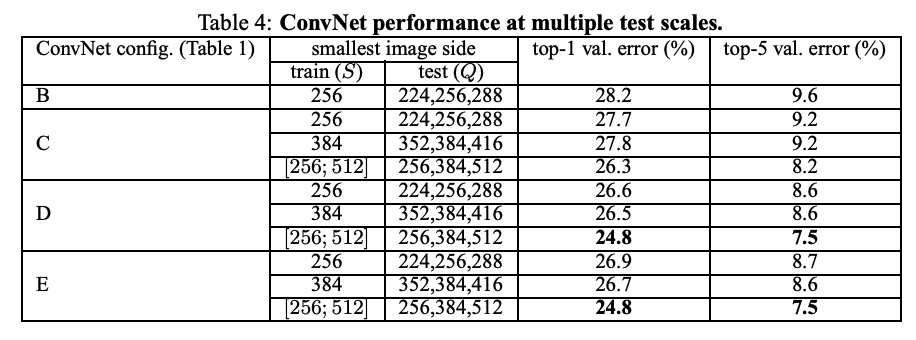 Table 4: ConvNet performance at multiple test scales.
ConvNet config. (Table 1) smallest image side top-1 val. error (%) top-5 val. error (%)
train (S) test (Q)
B 256 224,256,288 28.2 9.6
256 224,256,288 27.7 9.2
C 384 352,384,416 27.8 9.2
[256; 512] 256,384,512 26.3 8.2
256 224,256,288 26.6 8.6
D 384 352,384,416 26.5 8.6
[256; 512] 256,384,512 24.8 7.5
256 224,256,288 26.9 8.7
E 384 352,384,416 26.7 8.6
[256; 512] 256,384,512 24.8 7.5